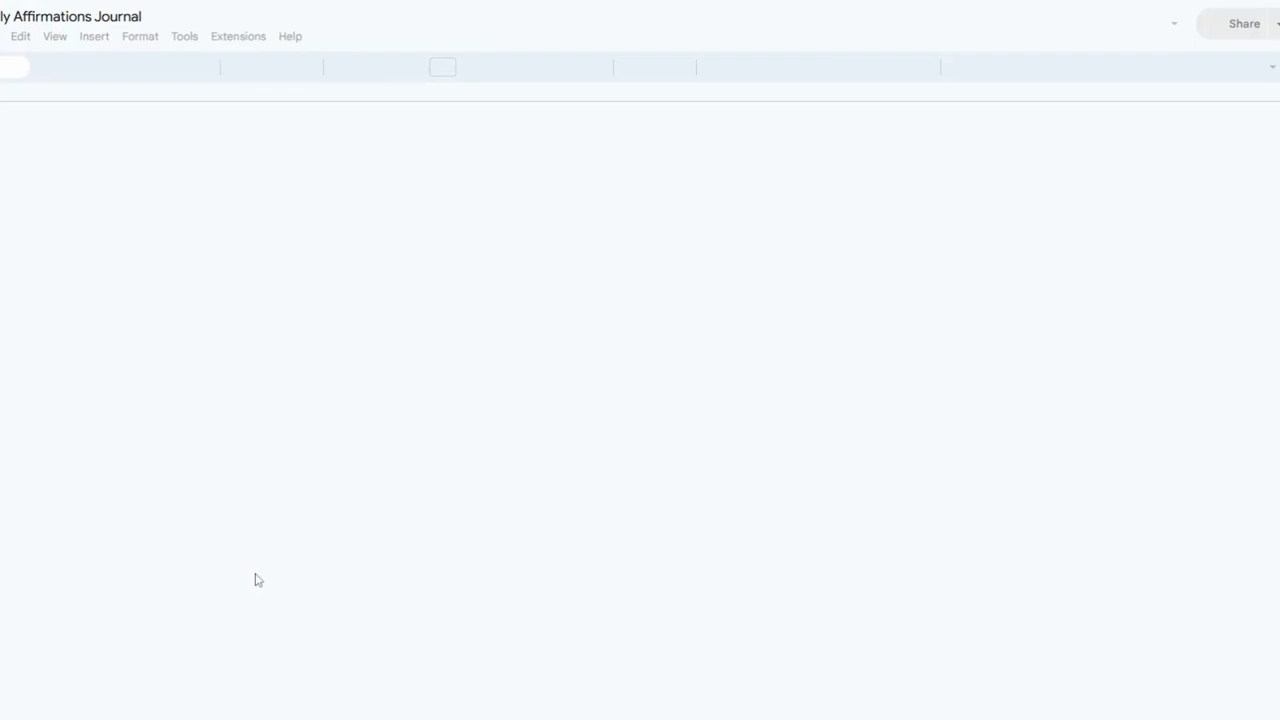 ly Affirmations Journal
Edit View Insert Format Tools Extensions Help
Share